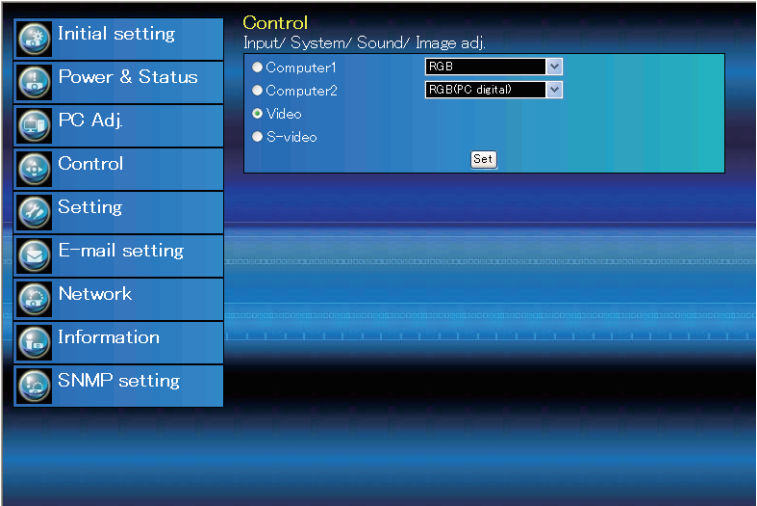 Initial setting
Power & Status
PC Adj.
Control
Setting
E-mail setting
Network
Information
SNMP setting
Control
Input/ System/ Sound/ Image adj.
Computer1 RGB
Computer2 RGB(PC digital)
Video
S-video
Set